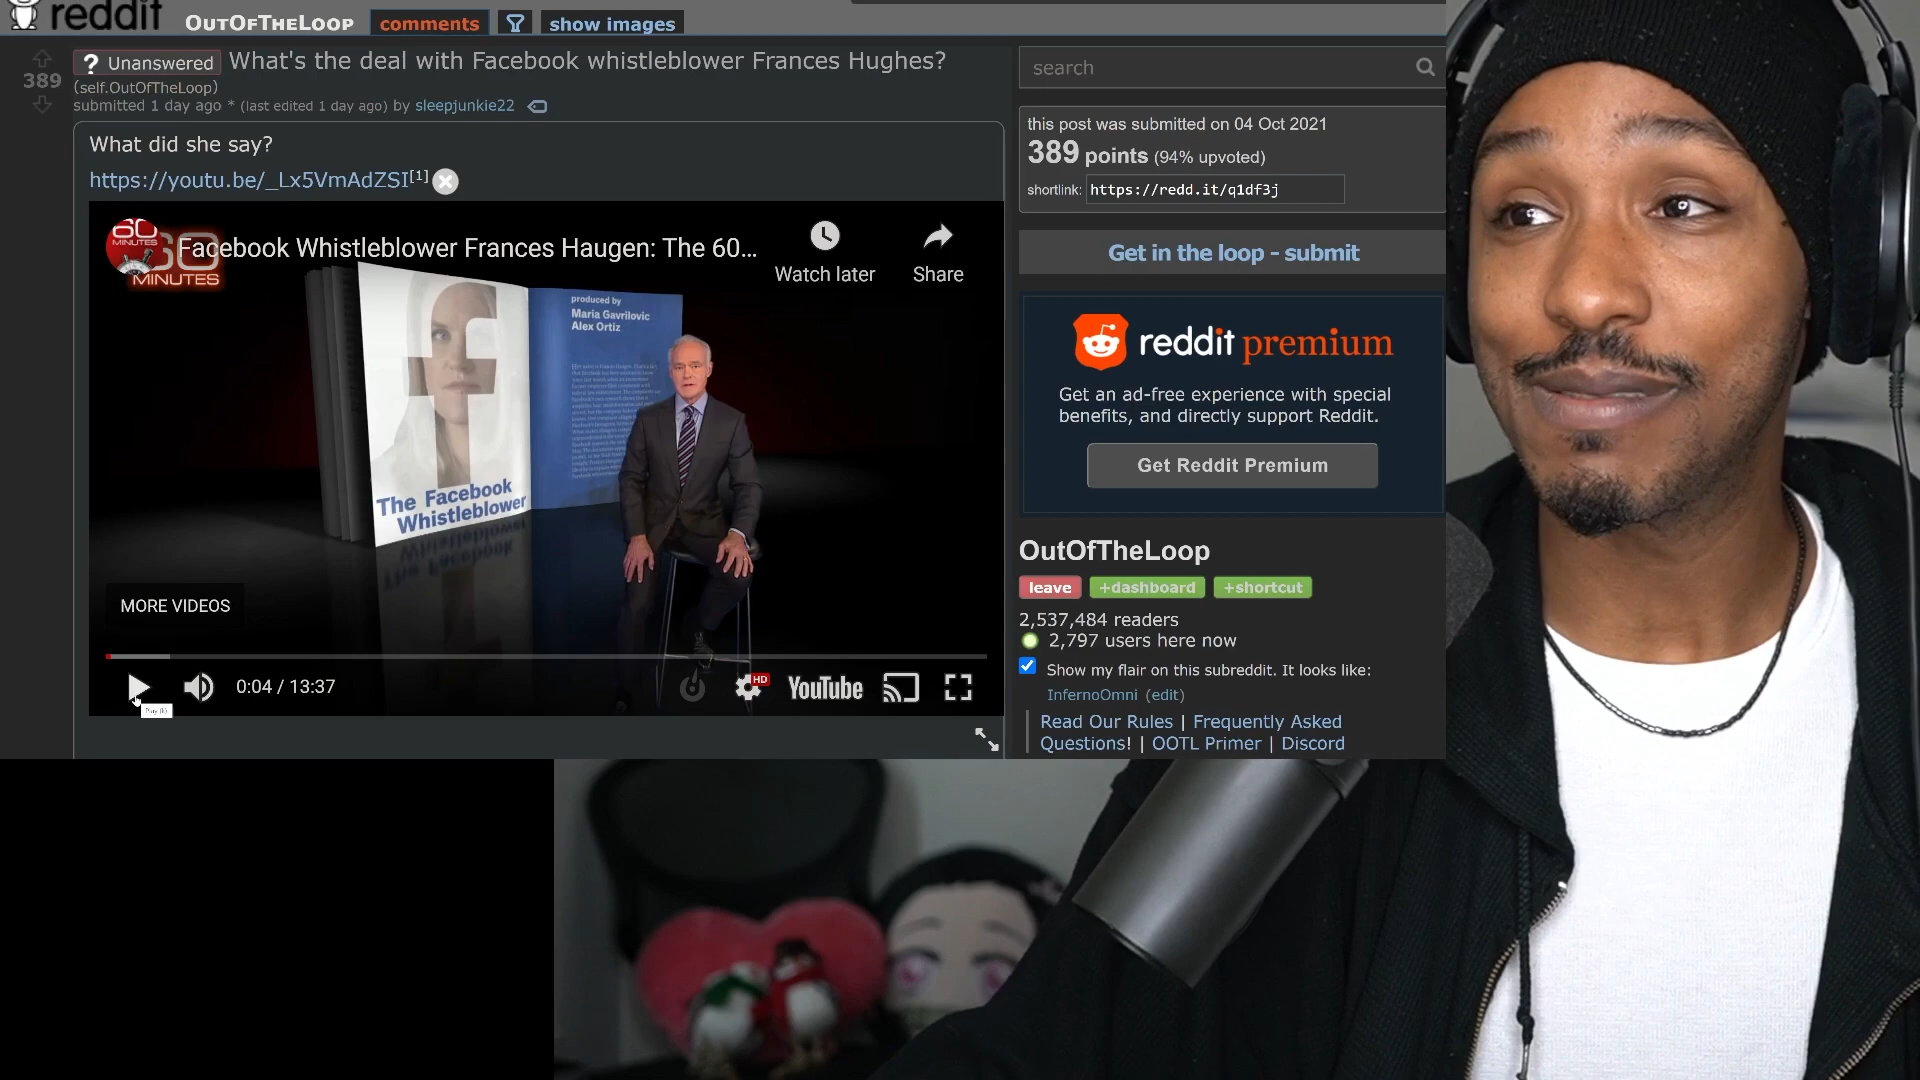 reddit OutOfTheLoop comments show images
389
? Unanswered What's the deal with Facebook whistleblower Frances Hughes?
(self.OutOfTheLoop)
submitted 1 day ago * (last edited 1 day ago) by sleepjunkie22
What did she say?
https://youtu.be/_Lx5VmAdZSI[1]
60 MINUTES
60 MINUTES
Facebook Whistleblower Frances Haugen: The 60...
Watch later
Share
produced by
Maria Gavrilovic
Alex Ortiz
The Facebook
Whistleblower
MORE VIDEOS
0:04 / 13:37
HD
YouTube
Play (k)
search
this post was submitted on 04 Oct 2021
389 points (94% upvoted)
shortlink: https://redd.it/q1df3j
Get in the loop - submit
reddit premium
Get an ad-free experience with special
benefits, and directly support Reddit.
Get Reddit Premium
OutOfTheLoop
leave +dashboard +shortcut
2,537,484 readers
2,797 users here now
Show my flair on this subreddit. It looks like:
InfernoOmni (edit)
Read Our Rules | Frequently Asked
Questions! | OOTL Primer | Discord